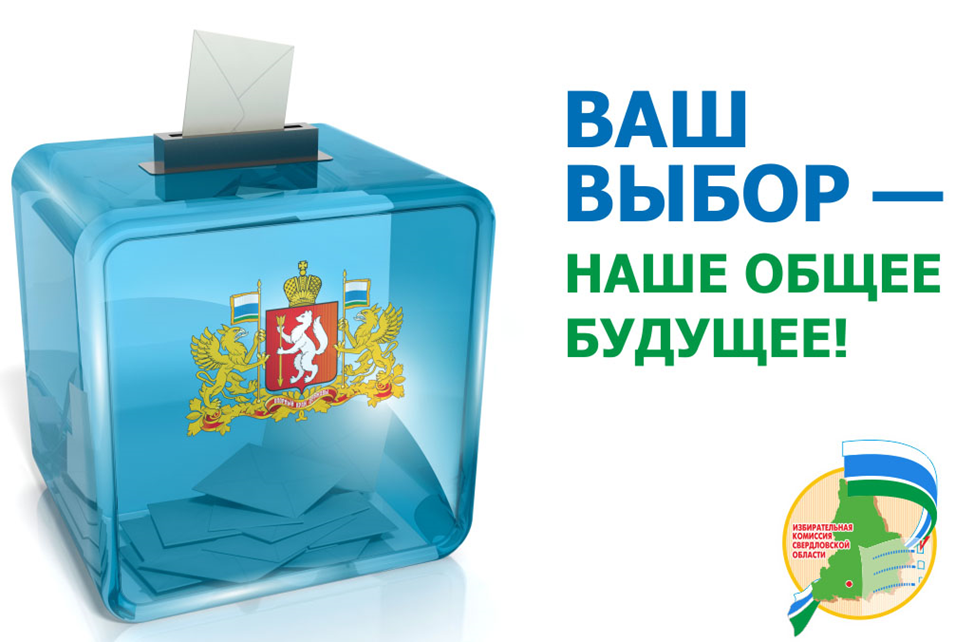 ВАШ
ВЫБОР —
НАШЕ ОБЩЕЕ
БУДУЩЕЕ!
ИЗБИРАТЕЛЬНАЯ
КОМИССИЯ
СВЕРДЛОВСКОЙ
ОБЛАСТИ